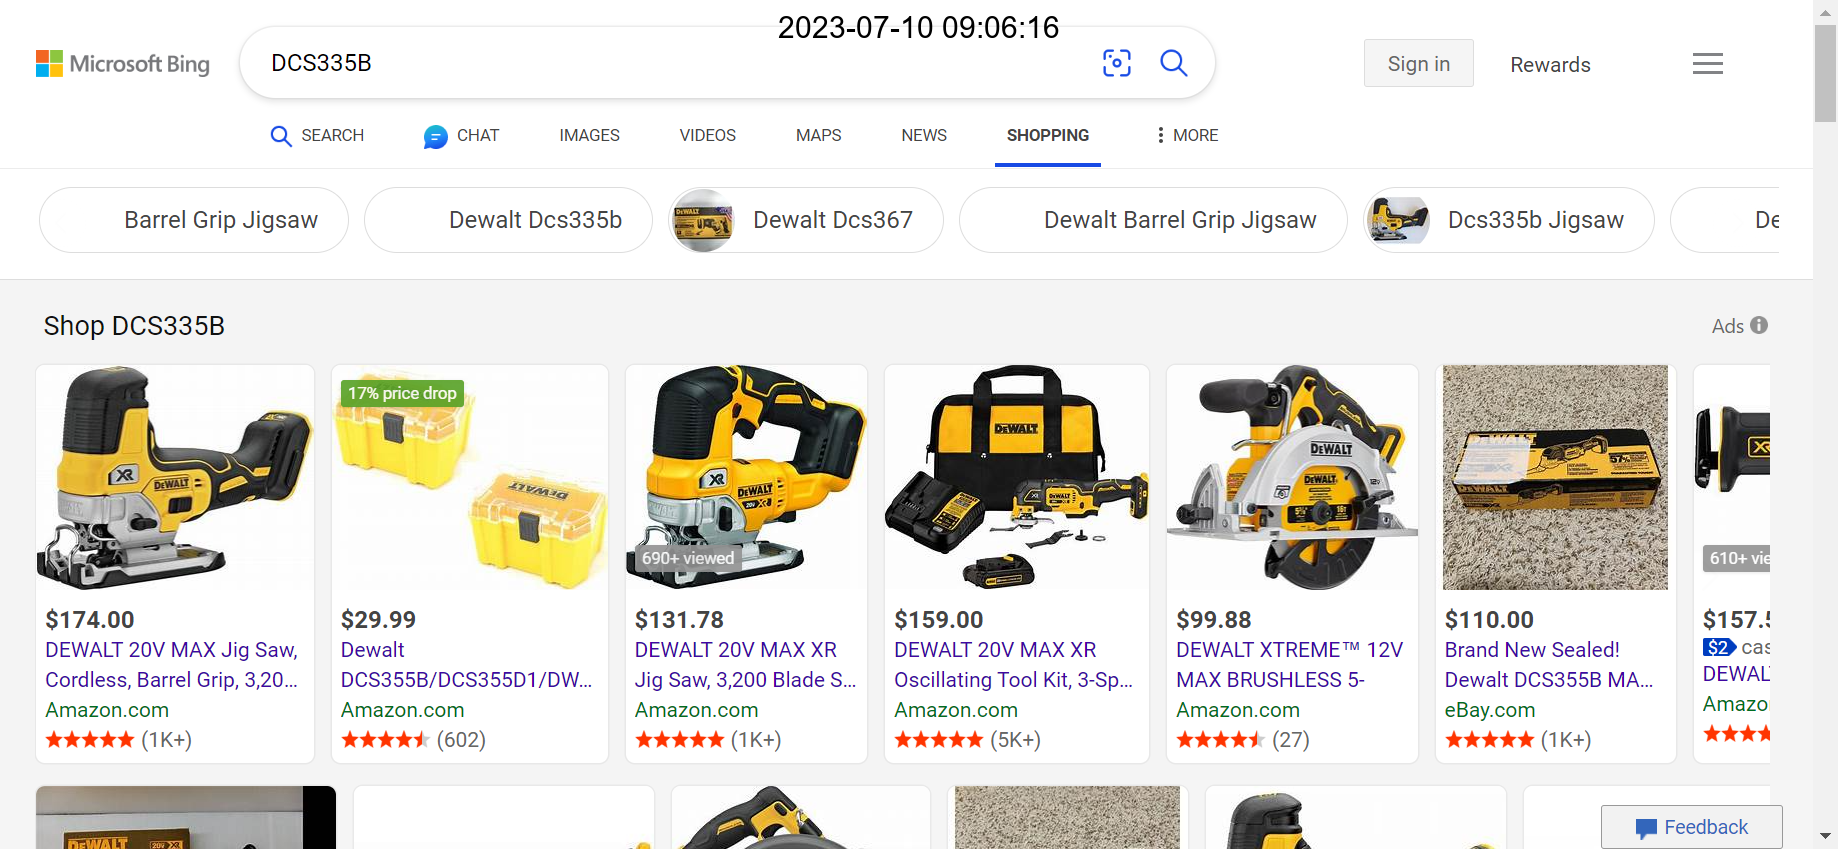 2023-07-10 09:06:16
Microsoft Bing
DCS335B
Sign in
Rewards
SEARCH
CHAT
IMAGES
VIDEOS
MAPS
NEWS
SHOPPING
MORE
Barrel Grip Jigsaw
Dewalt Dcs335b
Dewalt Dcs367
Dewalt Barrel Grip Jigsaw
Dcs335b Jigsaw
De
Shop DCS335B
Ads
17% price drop
690+ viewed
610+ vie
$174.00
DEWALT 20V MAX Jig Saw,
Cordless, Barrel Grip, 3,20...
Amazon.com
(1K+)
$29.99
Dewalt
DCS355B/DCS355D1/DW...
Amazon.com
(602)
$131.78
DEWALT 20V MAX XR
Jig Saw, 3,200 Blade S...
Amazon.com
(1K+)
$159.00
DEWALT 20V MAX XR
Oscillating Tool Kit, 3-Sp...
Amazon.com
(5K+)
$99.88
DEWALT XTREME™ 12V
MAX BRUSHLESS 5-
Amazon.com
(27)
$110.00
Brand New Sealed!
Dewalt DCS355B MA...
eBay.com
(1K+)
$157.5
$2 cas
DEWAL
Amazo
Feedback